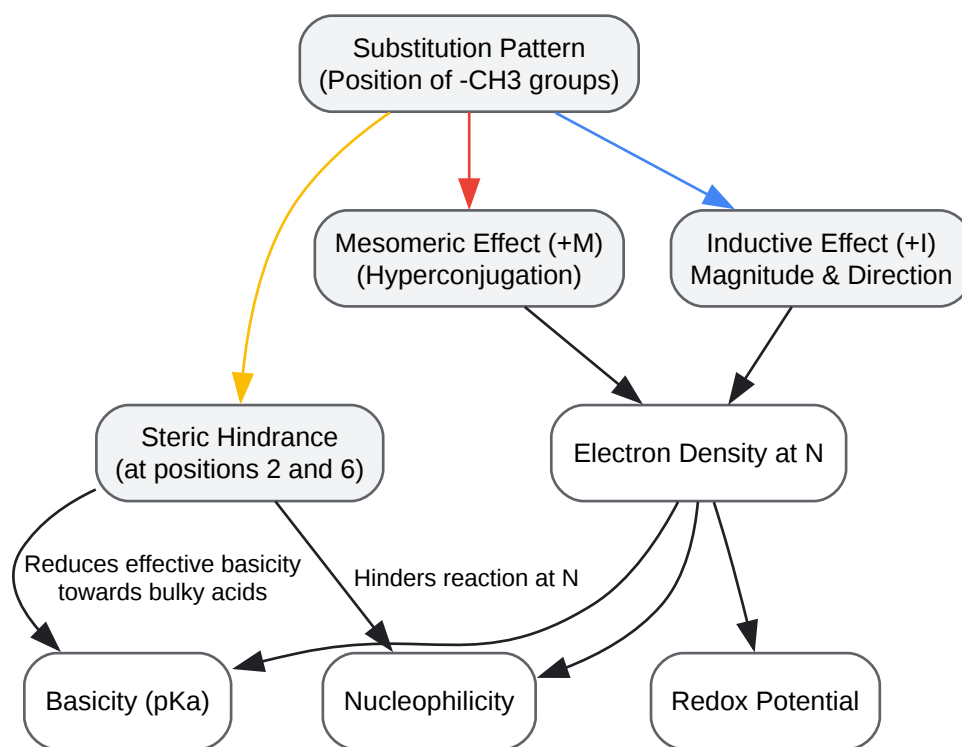 Substitution Pattern
(Position of -CH3 groups)
Mesomeric Effect (+M)
(Hyperconjugation)
Inductive Effect (+I)
Magnitude & Direction
Steric Hindrance
(at positions 2 and 6)
Electron Density at N
Reduces effective basicity
towards bulky acids
Hinders reaction at N
Basicity (pKa)
Nucleophilicity
Redox Potential